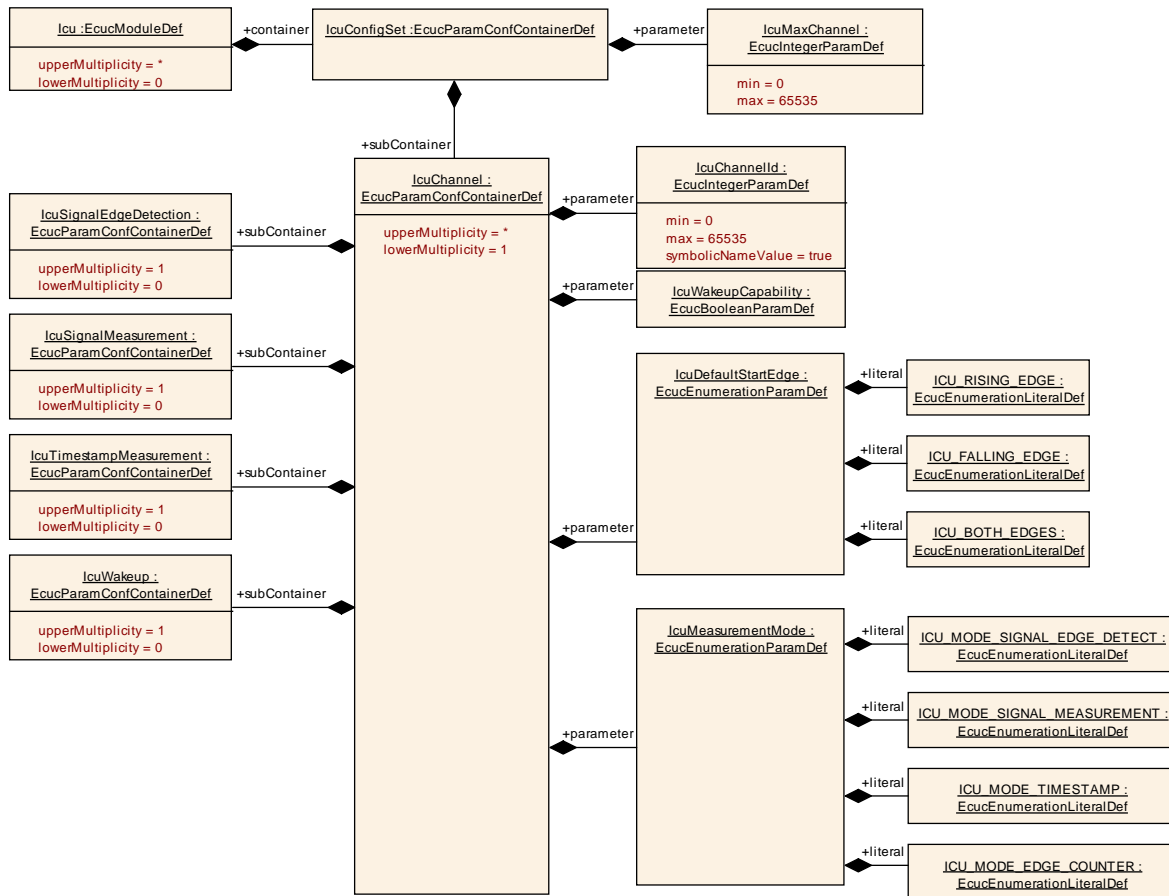 Icu :EcucModuleDef
upperMultiplicity = *
lowerMultiplicity = 0
+container
IcuConfigSet :EcucParamConfContainerDef
+parameter
IcuMaxChannel :
EcucIntegerParamDef
min = 0
max = 65535
+subContainer
IcuChannel :
EcucParamConfContainerDef
upperMultiplicity = *
lowerMultiplicity = 1
+parameter
IcuChannelId :
EcucIntegerParamDef
min = 0
max = 65535
symbolicNameValue = true
IcuSignalEdgeDetection :
EcucParamConfContainerDef
upperMultiplicity = 1
lowerMultiplicity = 0
+subContainer
+parameter
IcuWakeupCapability :
EcucBooleanParamDef
IcuSignalMeasurement :
EcucParamConfContainerDef
upperMultiplicity = 1
lowerMultiplicity = 0
+subContainer
IcuDefaultStartEdge :
EcucEnumerationParamDef
+literal
ICU_RISING_EDGE :
EcucEnumerationLiteralDef
IcuTimestampMeasurement :
EcucParamConfContainerDef
upperMultiplicity = 1
lowerMultiplicity = 0
+subContainer
+literal
ICU_FALLING_EDGE :
EcucEnumerationLiteralDef
+parameter
+literal
ICU_BOTH_EDGES :
EcucEnumerationLiteralDef
IcuWakeup :
EcucParamConfContainerDef
upperMultiplicity = 1
lowerMultiplicity = 0
+subContainer
IcuMeasurementMode :
EcucEnumerationParamDef
+literal
ICU_MODE_SIGNAL_EDGE_DETECT :
EcucEnumerationLiteralDef
+parameter
+literal
ICU_MODE_SIGNAL_MEASUREMENT :
EcucEnumerationLiteralDef
+literal
ICU_MODE_TIMESTAMP :
EcucEnumerationLiteralDef
+literal
ICU_MODE_EDGE_COUNTER :
EcucEnumerationLiteralDef